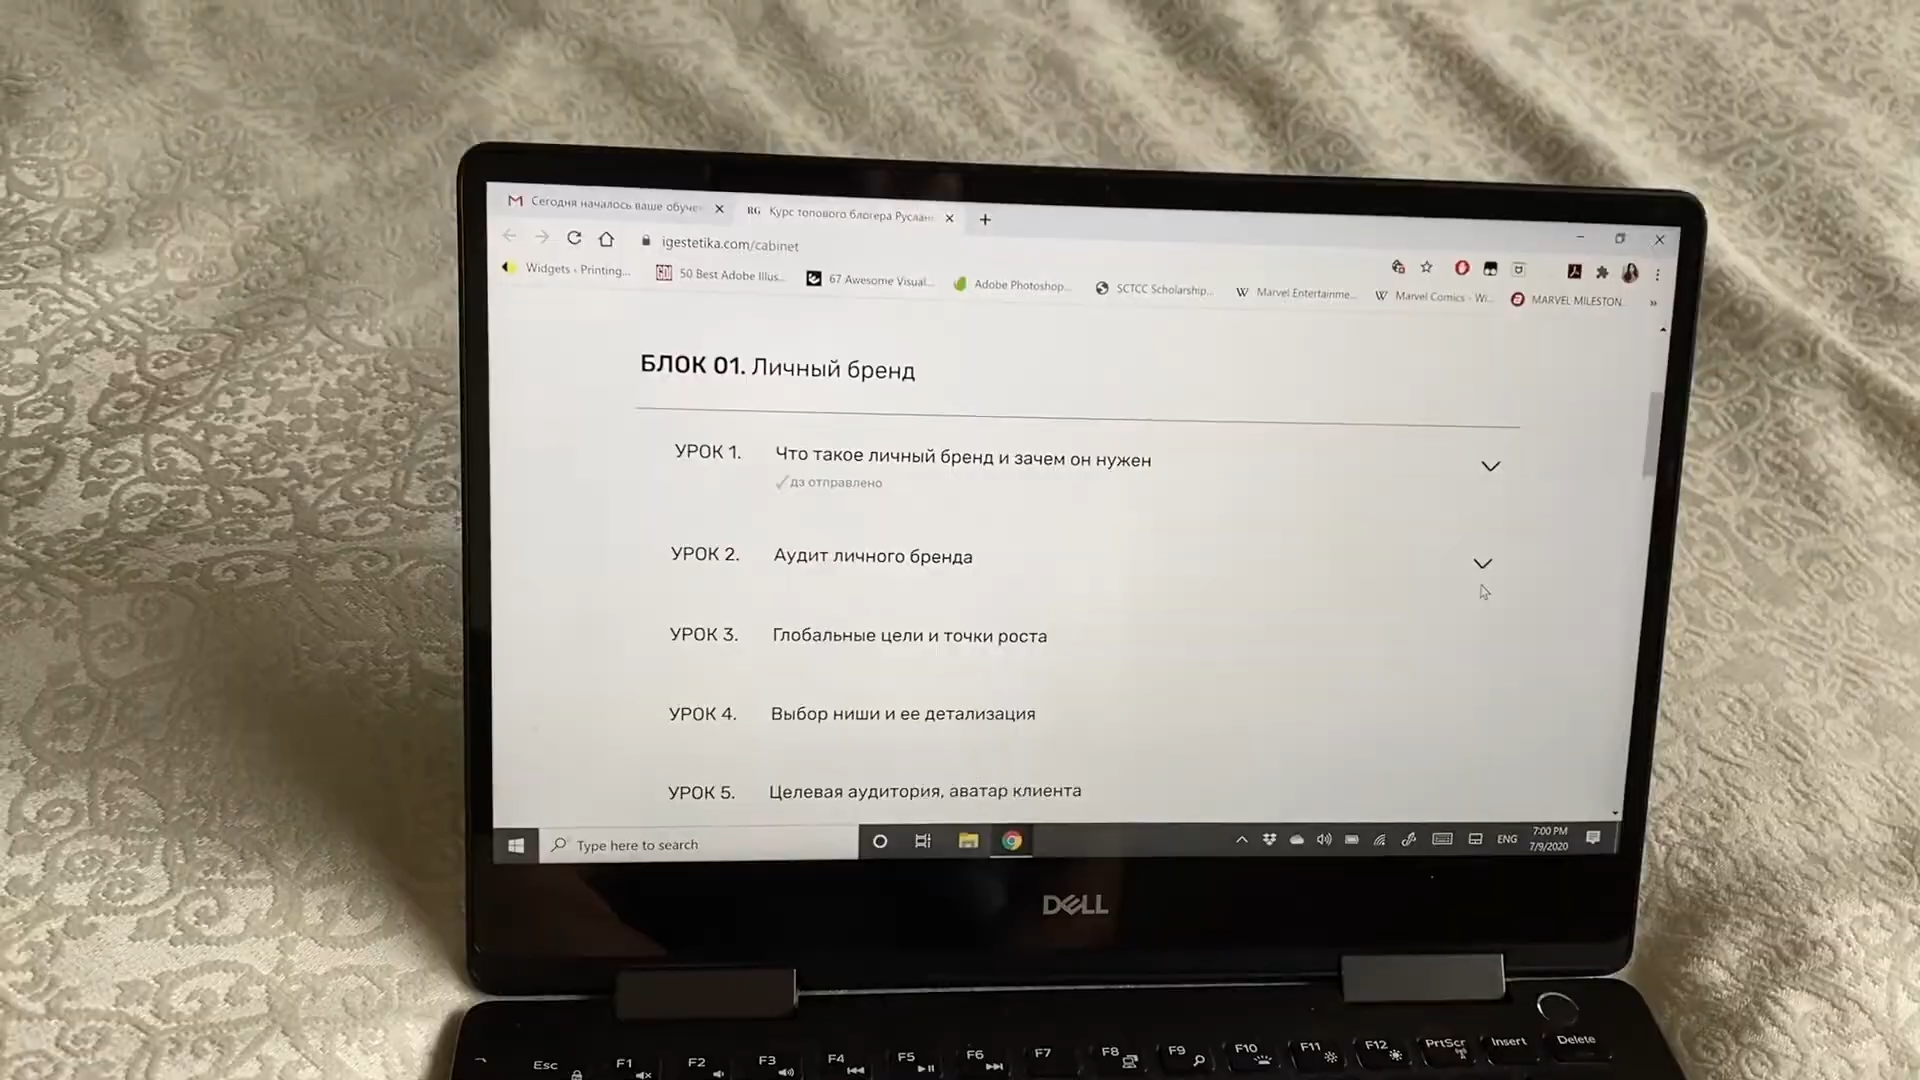 Сегодня началось ваше обуче
RG Курс топового блогера Руслан
igestetika.com/cabinet
Widgets ‹ Printing...
50 Best Adobe Illus...
67 Awesome Visual...
Adobe Photoshop...
SCTCC Scholarship...
W Marvel Entertainme...
W Marvel Comics - Wi...
MARVEL MILESTON
»
БЛОК 01. Личный бренд
УРОК 1. Что такое личный бренд и зачем он нужен
✓дз отправлено
УРОК 2. Аудит личного бренда
УРОК 3. Глобальные цели и точки роста
УРОК 4. Выбор ниши и ее детализация
УРОК 5. Целевая аудитория, аватар клиента
Type here to search
ENG
7:00 PM
7/9/2020
DELL
Esc F1 F2 F3 F4 F5 F6 F7 F8 F9 F10 F11 F12 PrtScr Insert Delete